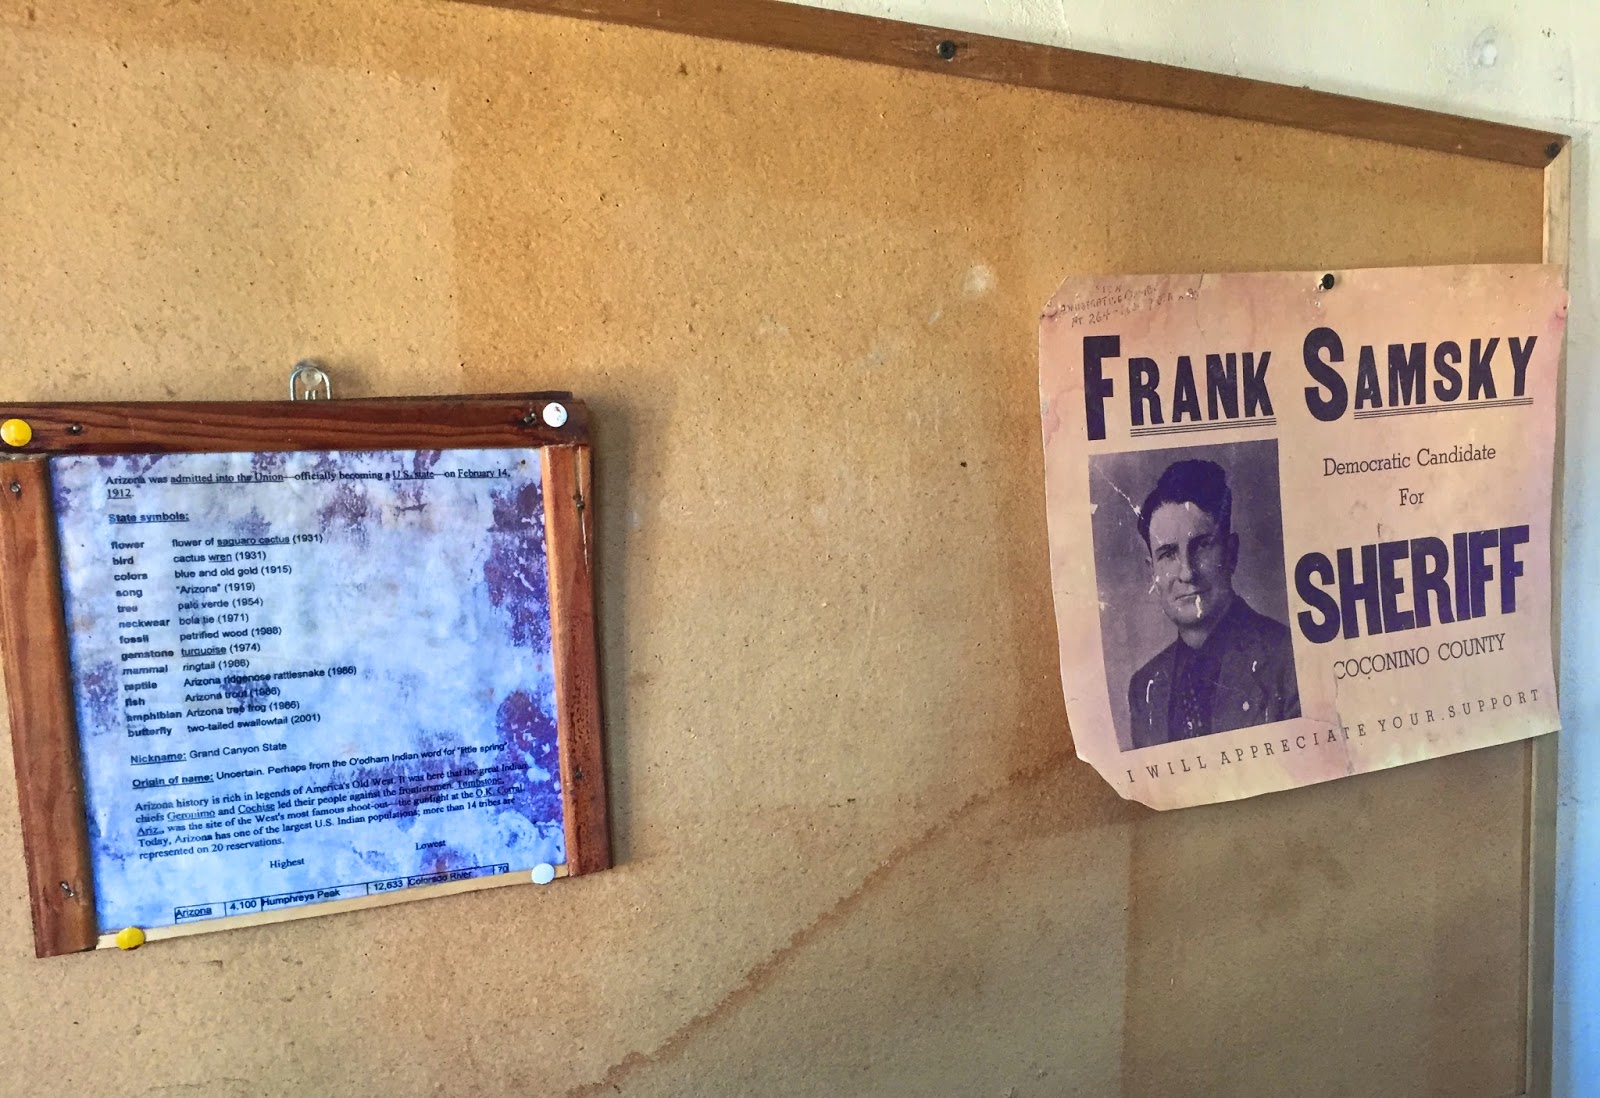 Arizona was admitted into the Union—officially becoming a U.S. state—on February 14,
1912.
State symbols:
flower flower of saguaro cactus (1931)
bird cactus wren (1931)
colors blue and old gold (1915)
song "Arizona" (1919)
tree palo verde (1954)
neckwear bola tie (1971)
fossil petrified wood (1988)
gemstone turquoise (1974)
mammal ringtail (1986)
reptile Arizona ridgenose rattlesnake (1986)
fish Arizona trout (1986)
amphibian Arizona tree frog (1986)
butterfly two-tailed swallowtail (2001)
Nickname: Grand Canyon State
Origin of name: Uncertain. Perhaps from the O'odham Indian word for "little spring"
Arizona history is rich in legends of America's Old West. It was here that the great Indian
chiefs Geronimo and Cochise led their people against the frontiersmen. Tombstone,
Ariz., was the site of the West's most famous shoot-out—the gunfight at the O.K. Corral.
Today, Arizona has one of the largest U.S. Indian populations; more than 14 tribes are
represented on 20 reservations.
Highest Lowest
Arizona 4,100 Humphreys Peak 12,633 Colorado River 70
FRANK SAMSKY
Democratic Candidate
For
SHERIFF
COCONINO COUNTY
I WILL APPRECIATE YOUR SUPPORT